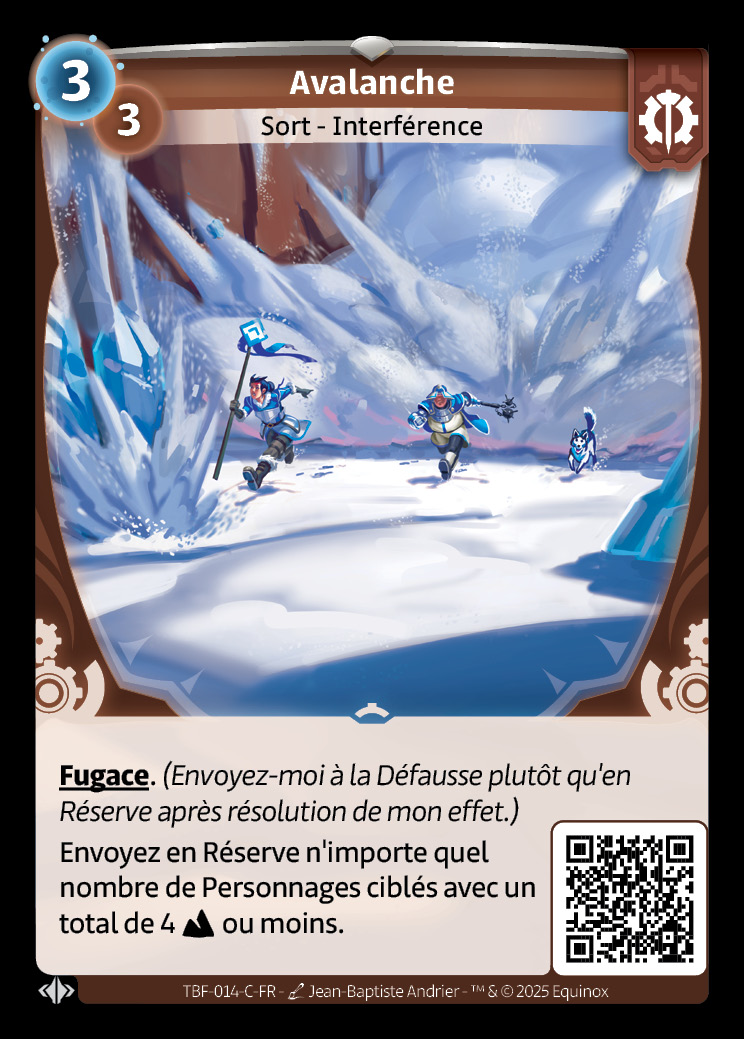 3
3
Avalanche
Sort - Interférence
Fugace. (Envoyez-moi à la Défausse plutôt qu'en
Réserve après résolution de mon effet.)
Envoyez en Réserve n'importe quel
nombre de Personnages ciblés avec un
total de 4 ou moins.
TBF-014-C-FR - Jean-Baptiste Andrier - ™ & © 2025 Equinox